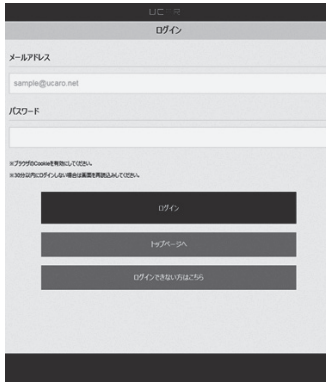 ログイン
メールアドレス
sample@ucaro.net
パスワード
※ブラウザのCookieを有効にしてください。
※30分以内にログインしない場合は画面を再読込みしてください。
ログイン
トップページへ
ログインできない方はこちら